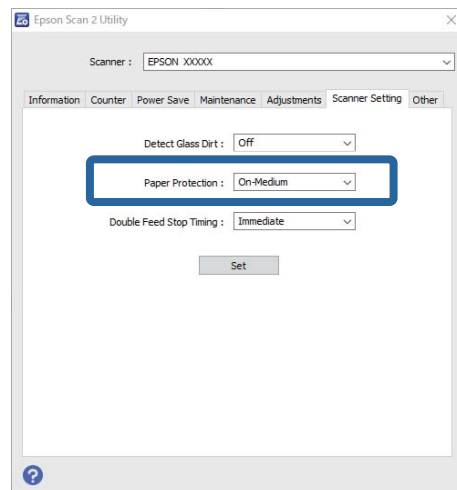 Epson Scan 2 Utility
Scanner : EPSON XXXXX
Information Counter Power Save Maintenance Adjustments Scanner Setting Other
Detect Glass Dirt : Off
Paper Protection : On-Medium
Double Feed Stop Timing : Immediate
Set
?